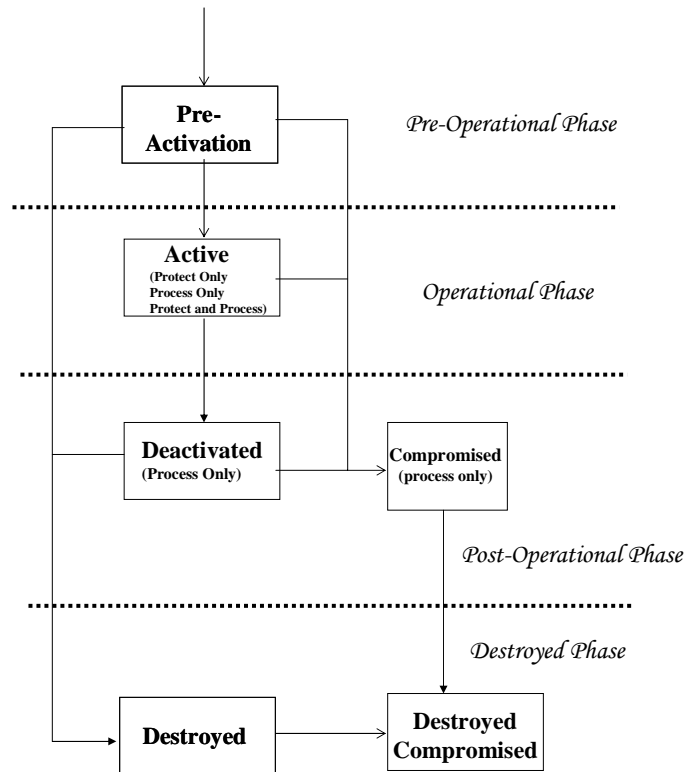 Pre-
Activation
Pre-Operational Phase
Active
(Protect Only
Process Only
Protect and Process)
Operational Phase
Deactivated
(Process Only)
Compromised
(process only)
Post-Operational Phase
Destroyed Phase
Destroyed
Destroyed
Compromised